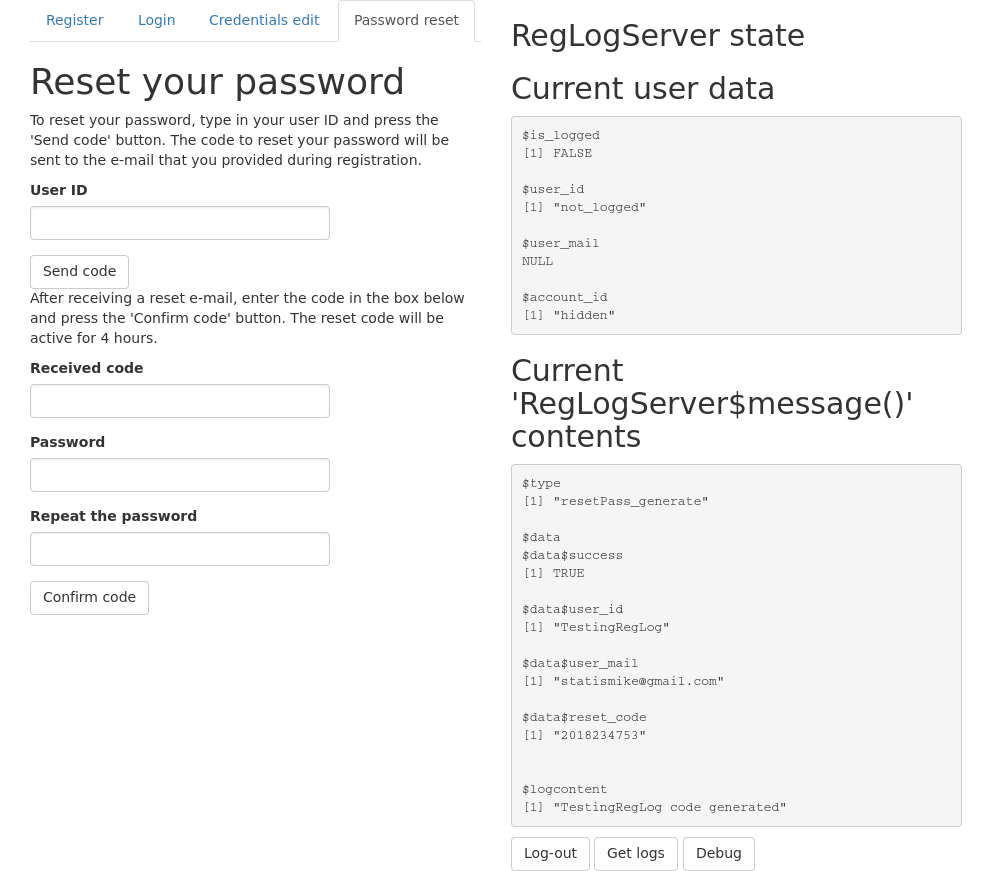 Register Login Credentials edit Password reset
Reset your password
To reset your password, type in your user ID and press the
'Send code' button. The code to reset your password will be
sent to the e-mail that you provided during registration.
User ID
Send code
After receiving a reset e-mail, enter the code in the box below
and press the 'Confirm code' button. The reset code will be
active for 4 hours.
Received code
Password
Repeat the password
Confirm code
RegLogServer state
Current user data
$is_logged
[1] FALSE
$user_id
[1] "not_logged"
$user_mail
NULL
$account_id
[1] "hidden"
Current
'RegLogServer$message()'
contents
$type
[1] "resetPass_generate"
$data
$data$success
[1] TRUE
$data$user_id
[1] "TestingRegLog"
$data$user_mail
[1] "statismike@gmail.com"
$data$reset_code
[1] "2018234753"
$logcontent
[1] "TestingRegLog code generated"
Log-out Get logs Debug